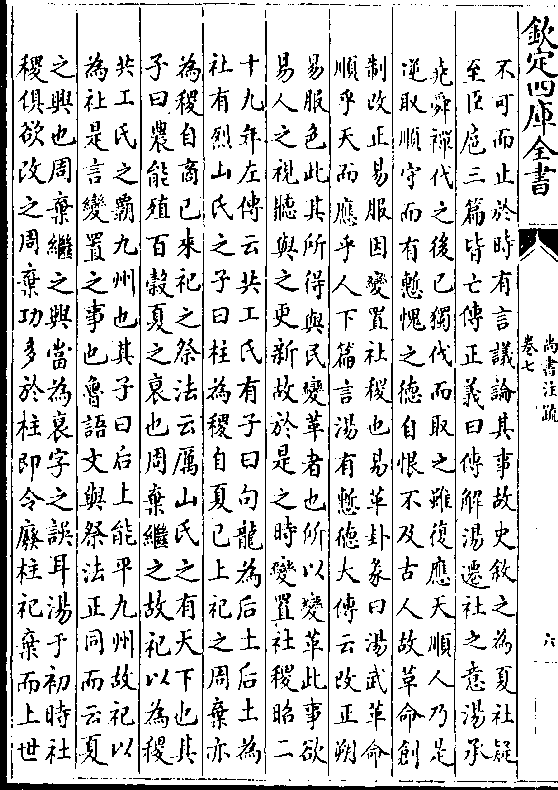 欽定四庫全書
尚書注疏
卷七
六
不可而止於時有言議論其事故史敘之為夏社疑
至臣扈三篇皆亡傳正義曰傳解湯遷社之意湯承
堯舜禪代之後已獨代而取之雖復應天順人乃是
逆取順守而有慙愧之德自恨不及古人故革命創
制改正易服因變置社稷也易革卦彖曰湯武革命
順乎天而應乎人下篇言湯有慙德大傳云改正朔
易服色此其所得與民變革者也所以變革此事欲
易人之視聽與之更新故於是之時變置社稷昭二
十九年左傳云共工氏有子曰句龍為后土后土為
社有烈山氏之子曰柱為稷自夏已上祀之周棄亦
為稷自商已來祀之祭法云厲山氏之有天下也其
子曰農能殖百穀夏之衰也周棄繼之故祀以為稷
共工氏之霸九州也其子曰后上能平九州故祀以
為社是言變置之事也魯語文與祭法正同而云夏
之興也周棄繼之興當為衰字之誤耳湯于初時社
稷俱欲改之周棄功多於柱即令廢柱祀棄而上世